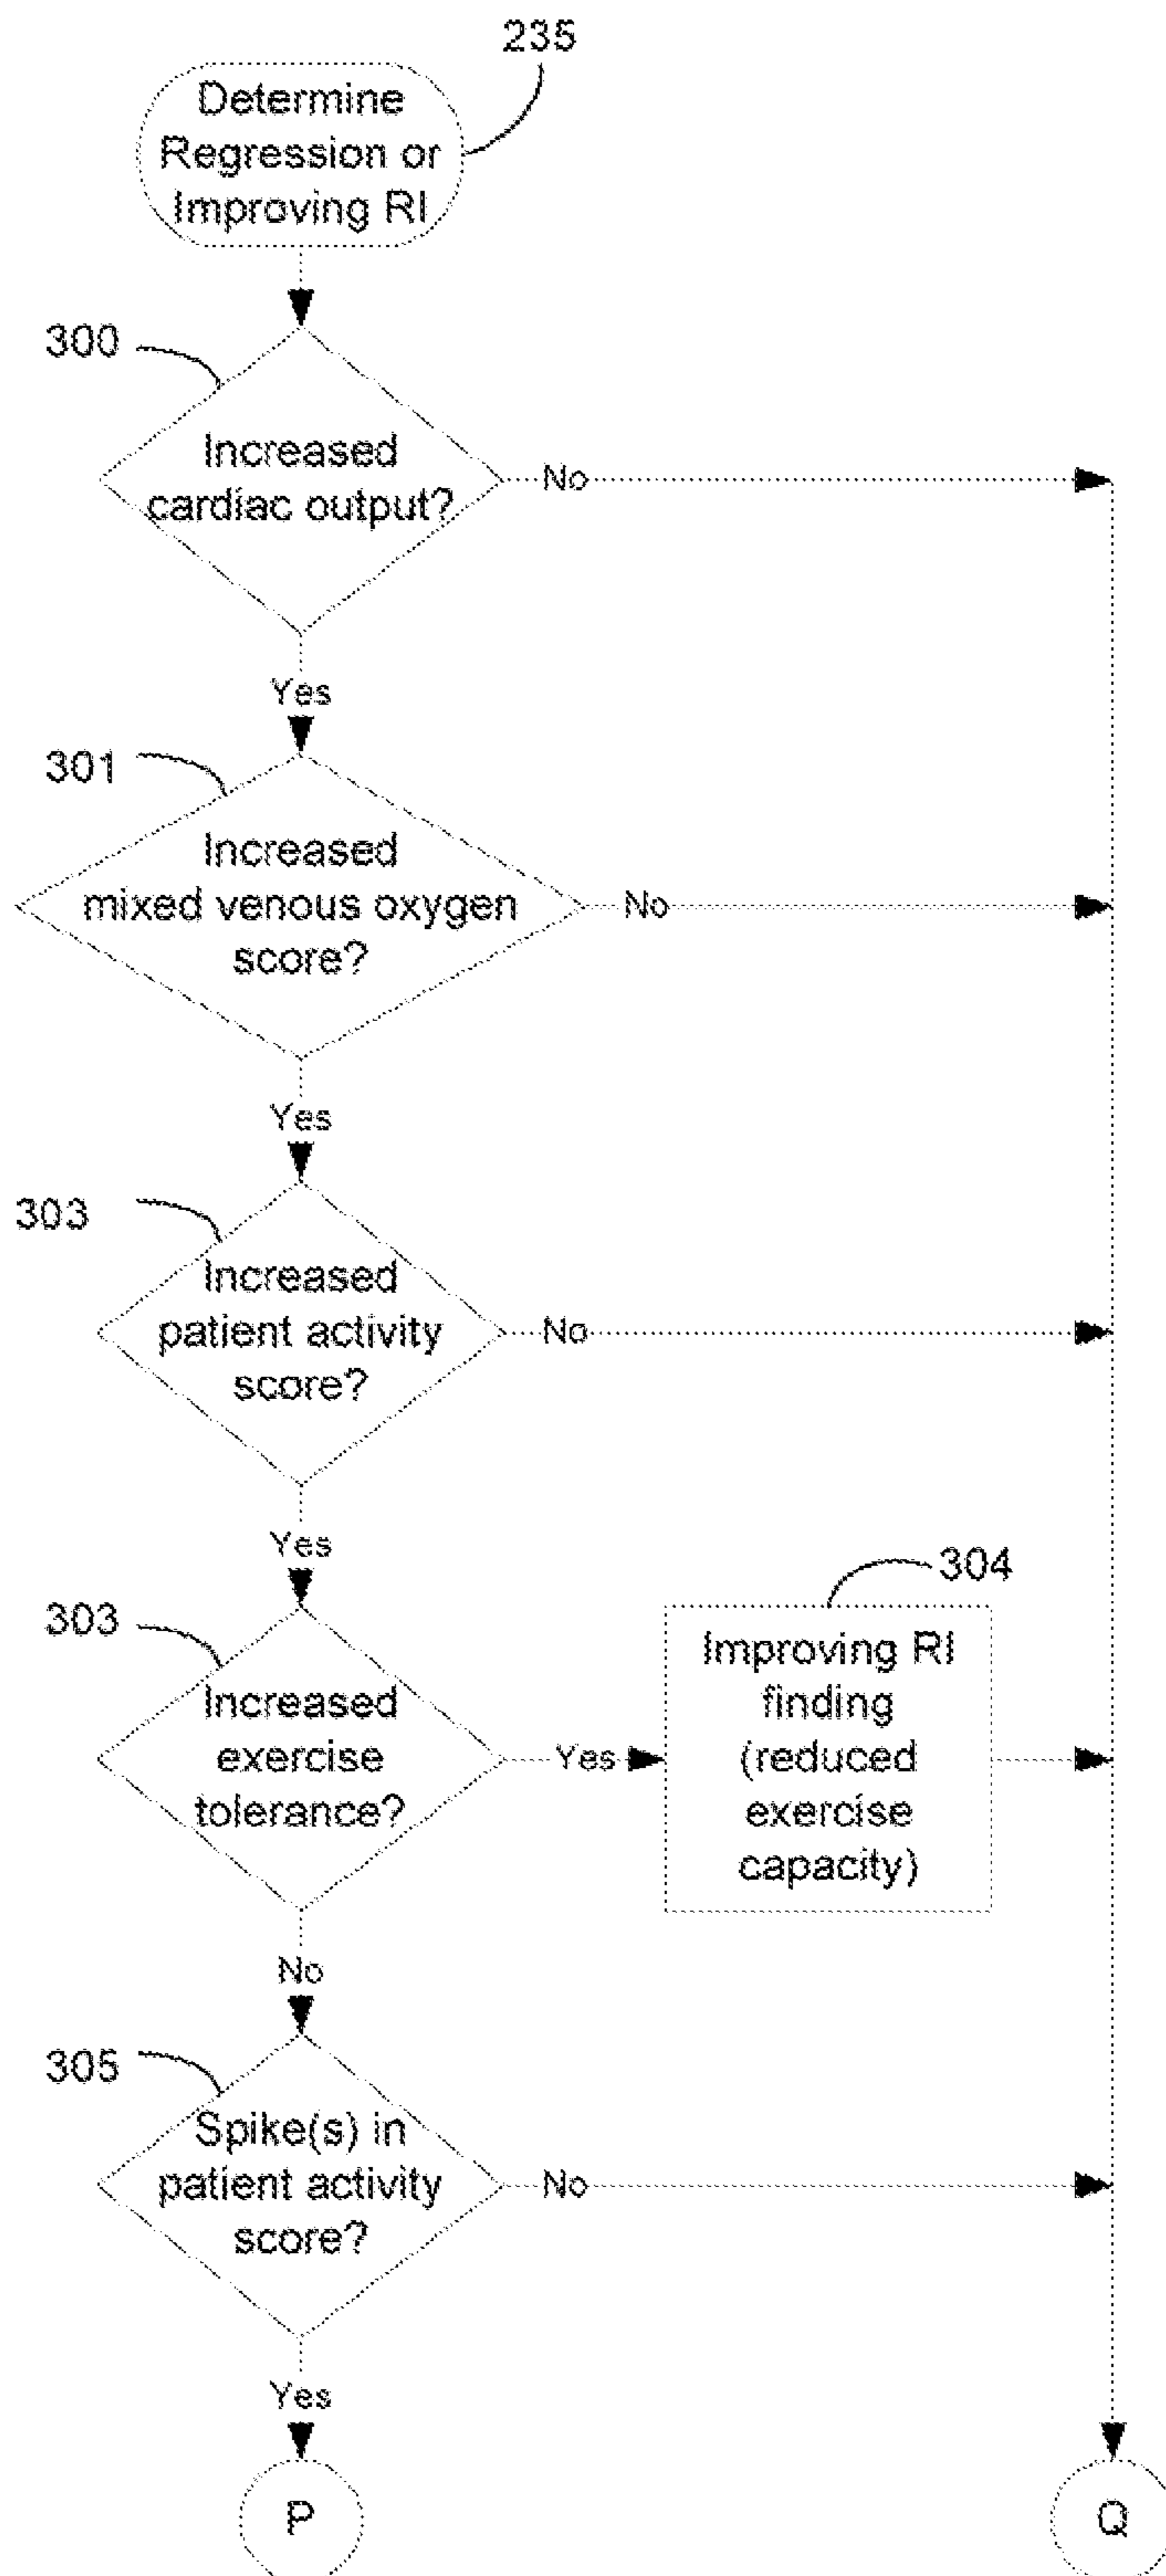 235
Determine
Regression or
Improving RI
300
Increased
cardiac output?
No
Yes
301
Increased
mixed venous oxygen
score?
No
Yes
303
Increased
patient activity
score?
No
Yes
303
Increased
exercise
tolerance?
Yes
304
Improving RI
finding
(reduced
exercise
capacity)
No
305
Spike(s) in
patient activity
score?
No
Yes
P
Q